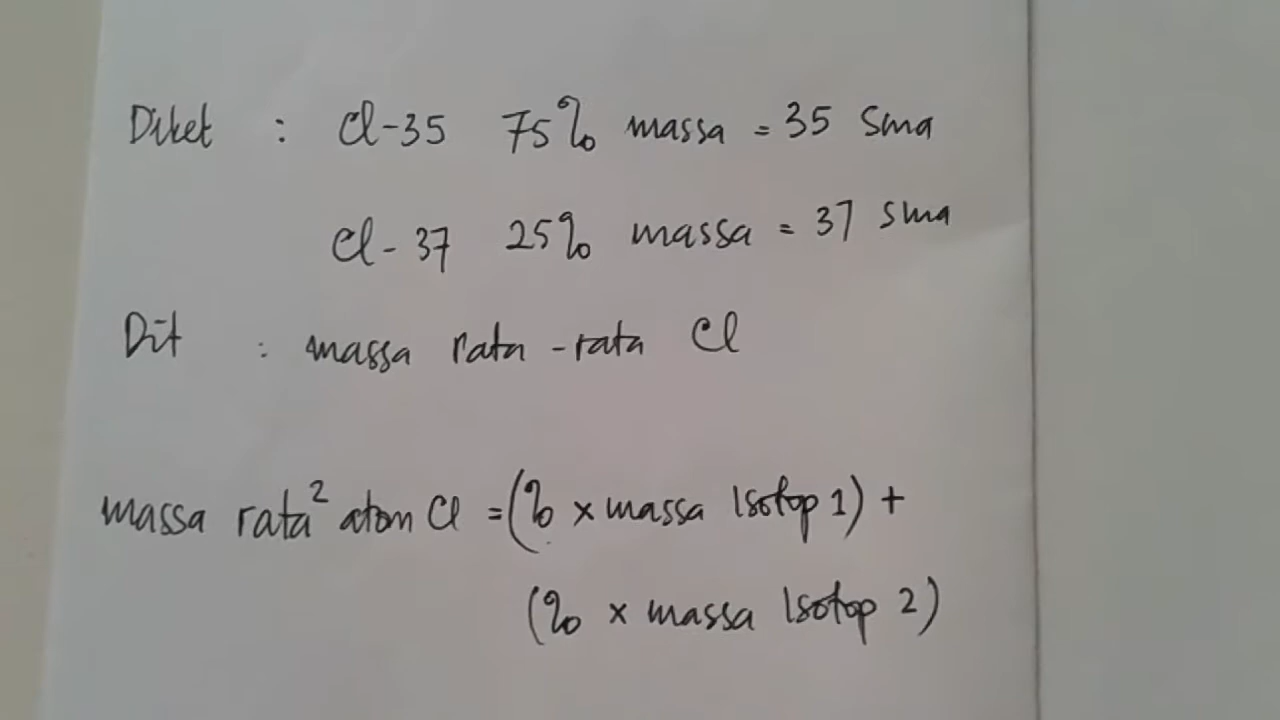 Diket : Cl-35 75% massa = 35 sma
Cl-37 25% massa = 37 sma
Dit : massa rata-rata Cl
massa rata² atom Cl = (% x massa Isotop 1) +
(% x massa Isotop 2)